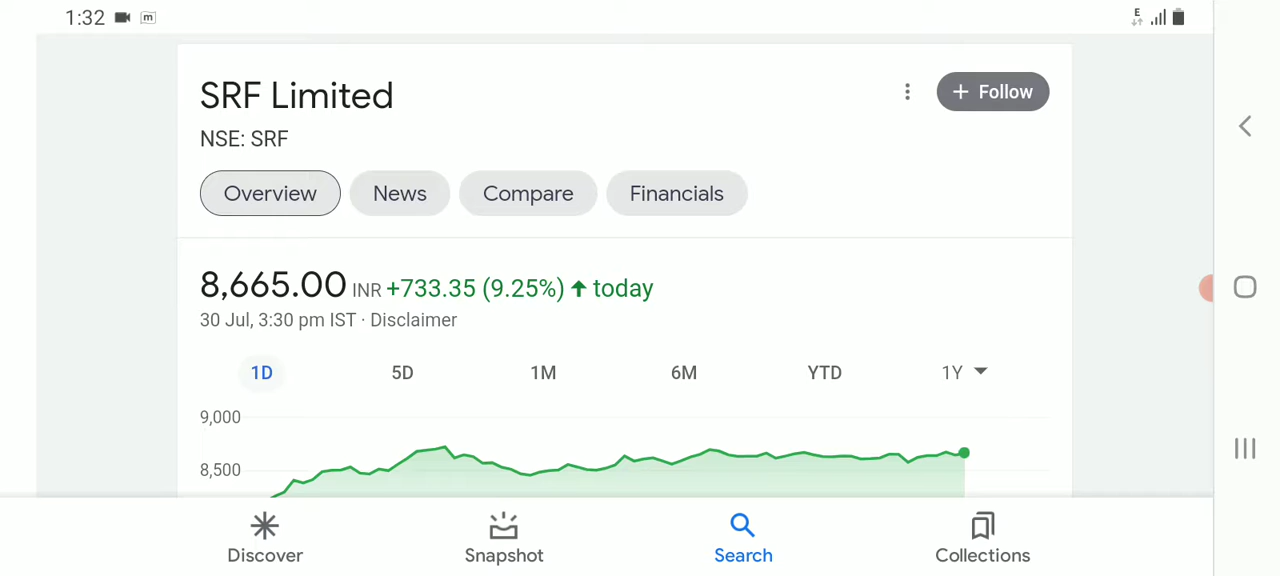 1:32 m E
SRF Limited
+ Follow
NSE: SRF
Overview News Compare Financials
8,665.00 INR +733.35 (9.25%) ↑ today
30 Jul, 3:30 pm IST · Disclaimer
1D 5D 1M 6M YTD 1Y
9,000
8,500
Discover Snapshot Search Collections